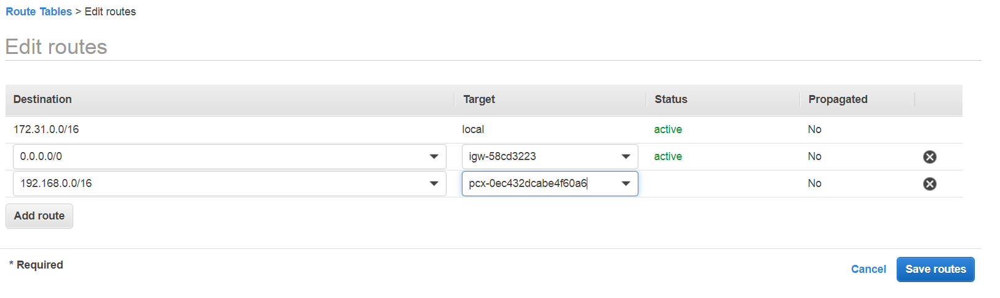 Route Tables > Edit routes
Edit routes
Destination Target Status Propagated
172.31.0.0/16 local active No
0.0.0.0/0 igw-58cd3223 active No
192.168.0.0/16 pcx-0ec432dcabe4f60a6 No
Add route
* Required
Cancel Save routes